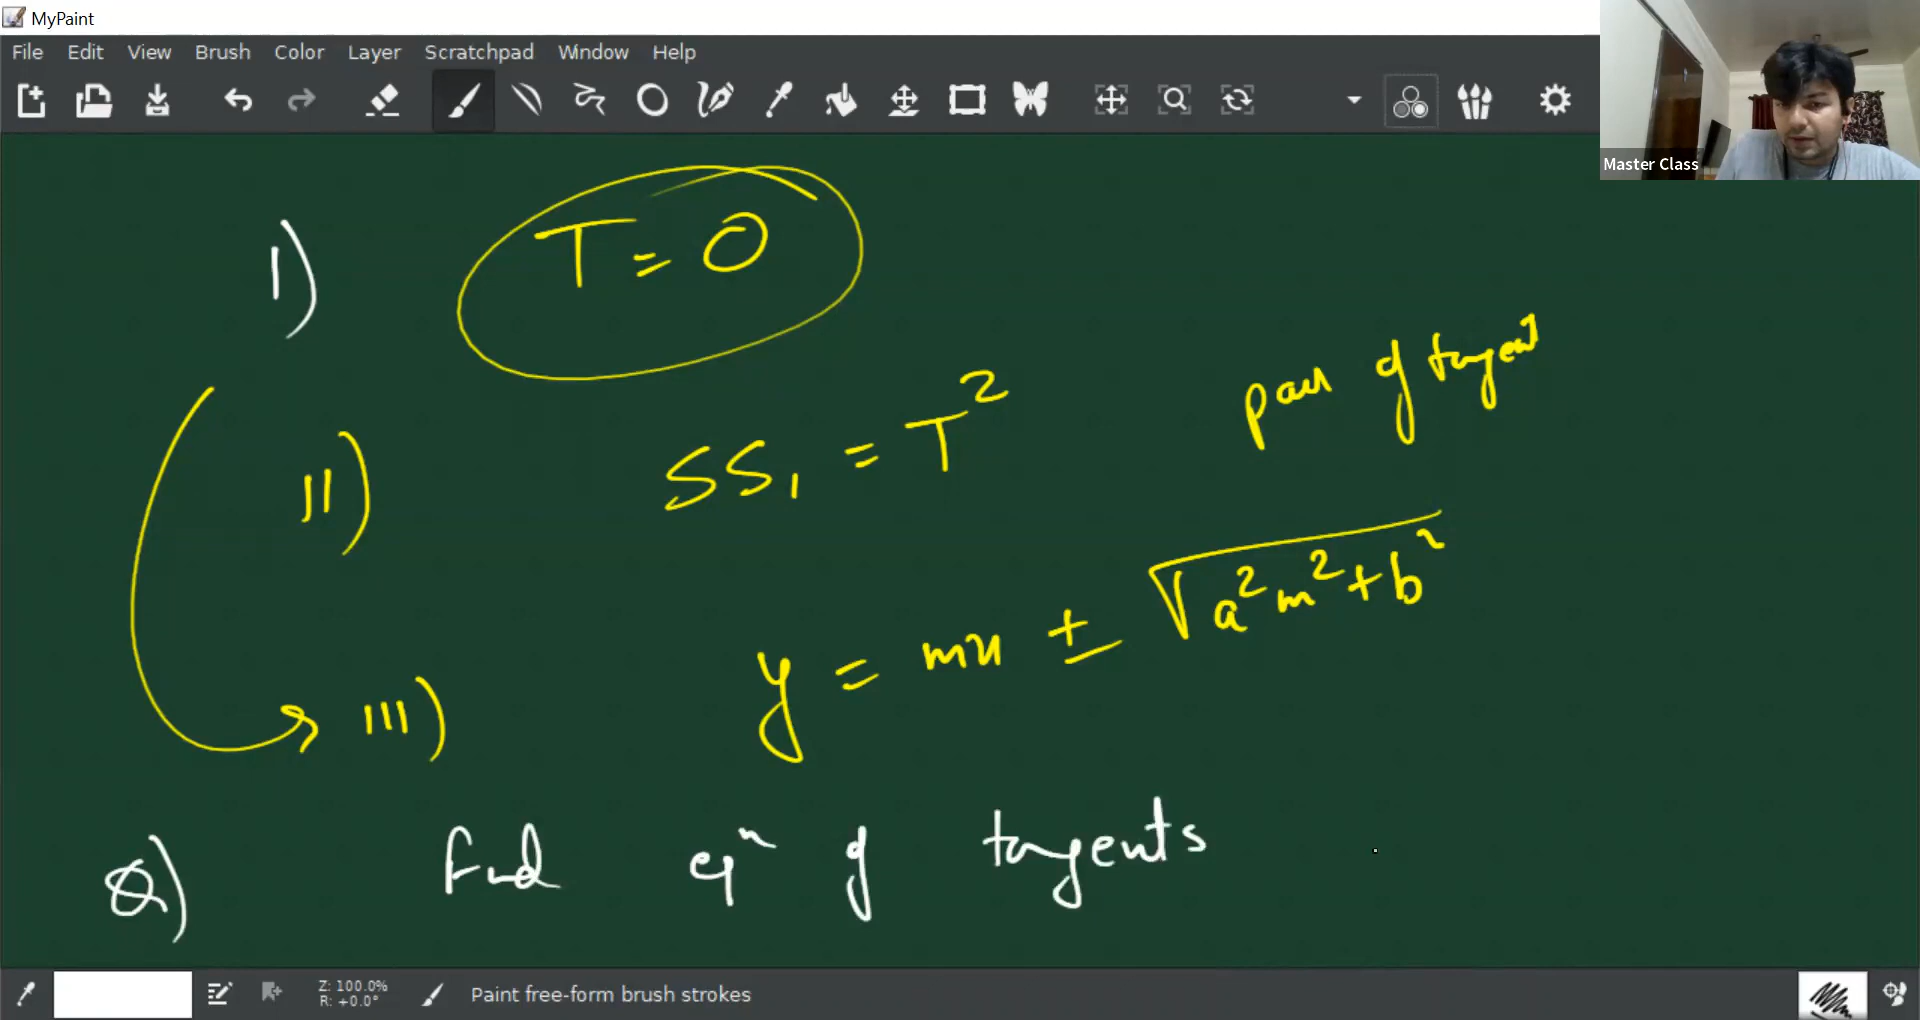 MyPaint
File Edit View Brush Color Layer Scratchpad Window Help
Master Class
I) T = 0
II) SS₁ = T² pair of tangent
III) y = mx ± √(a²m²+b²)
Q) Find eqⁿ of tangents
Z: 100.0%
R: +0.0°
Paint free-form brush strokes